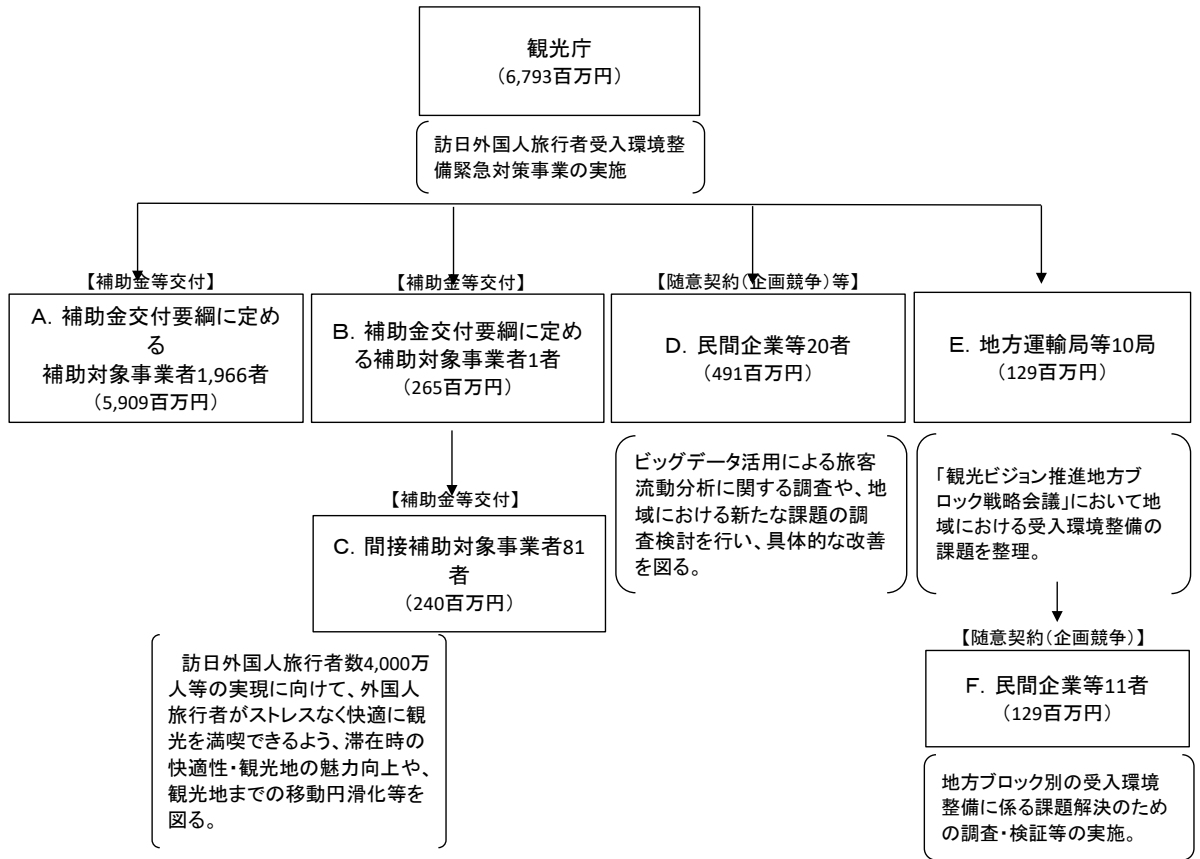 観光庁
（6,793百万円）
訪日外国人旅行者受入環境整
備緊急対策事業の実施
【補助金等交付】
A．補助金交付要綱に定め
る
補助対象事業者1,966者
（5,909百万円）
【補助金等交付】
B．補助金交付要綱に定め
る補助対象事業者1者
（265百万円）
【随意契約（企画競争）等】
D．民間企業等20者
（491百万円）
E．地方運輸局等10局
（129百万円）
ビッグデータ活用による旅客
流動分析に関する調査や、地
域における新たな課題の調
査検討を行い、具体的な改善
を図る。
「観光ビジョン推進地方ブ
ロック戦略会議」において地
域における受入環境整備の
課題を整理。
【補助金等交付】
C．間接補助対象事業者81
者
（240百万円）
訪日外国人旅行者数4,000万
人等の実現に向けて、外国人
旅行者がストレスなく快適に観
光を満喫できるよう、滞在時の
快適性・観光地の魅力向上や、
観光地までの移動円滑化等を
図る。
【随意契約（企画競争）】
F．民間企業等11者
（129百万円）
地方ブロック別の受入環境
整備に係る課題解決のため
の調査・検証等の実施。